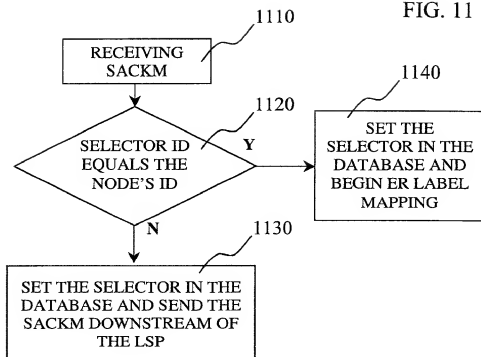 FIG. 11
1110
RECEIVING
SACKM
1120
SELECTOR ID
EQUALS THE
NODE'S ID
Y
N
1140
SET THE
SELECTOR IN THE
DATABASE AND
BEGIN ER LABEL
MAPPING
1130
SET THE SELECTOR IN THE
DATABASE AND SEND THE
SACKM DOWNSTREAM OF
THE LSP